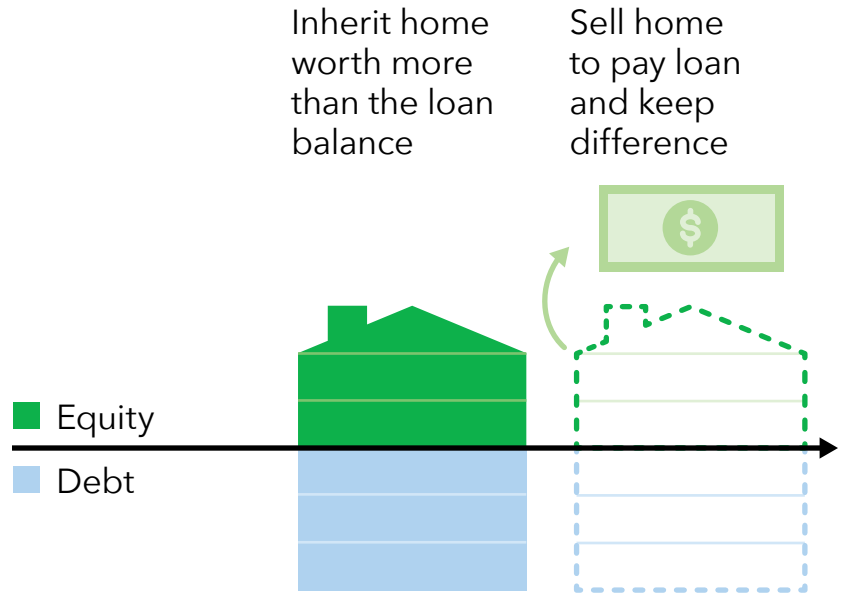 Inherit home
worth more
than the loan
balance
Sell home
to pay loan
and keep
difference
$
Equity
Debt